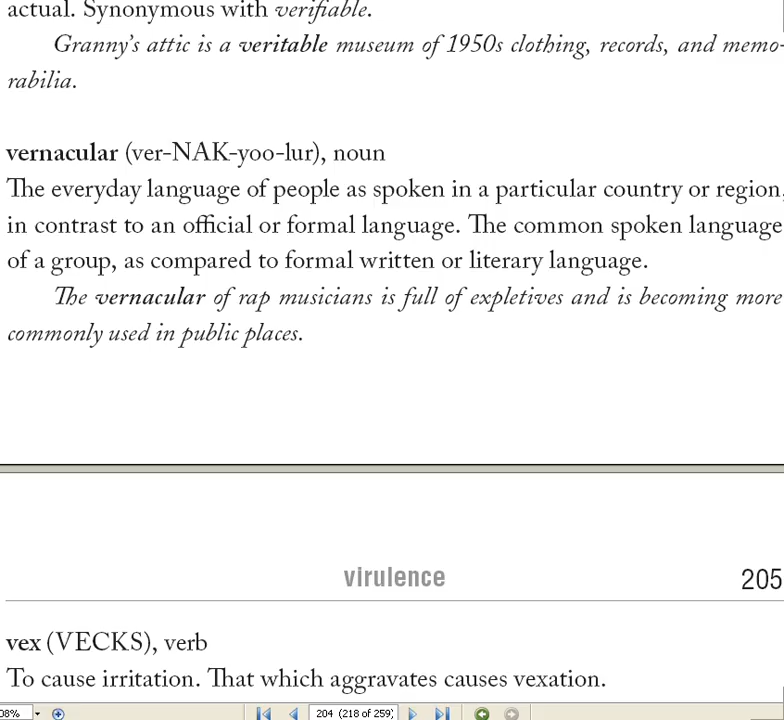 actual. Synonymous with verifiable.
Granny's attic is a veritable museum of 1950s clothing, records, and memo-
rabilia.
vernacular (ver-NAK-yoo-lur), noun
The everyday language of people as spoken in a particular country or region,
in contrast to an official or formal language. The common spoken language
of a group, as compared to formal written or literary language.
The vernacular of rap musicians is full of expletives and is becoming more
commonly used in public places.
virulence 205
vex (VECKS), verb
To cause irritation. That which aggravates causes vexation.
08% 204 (218 of 259)